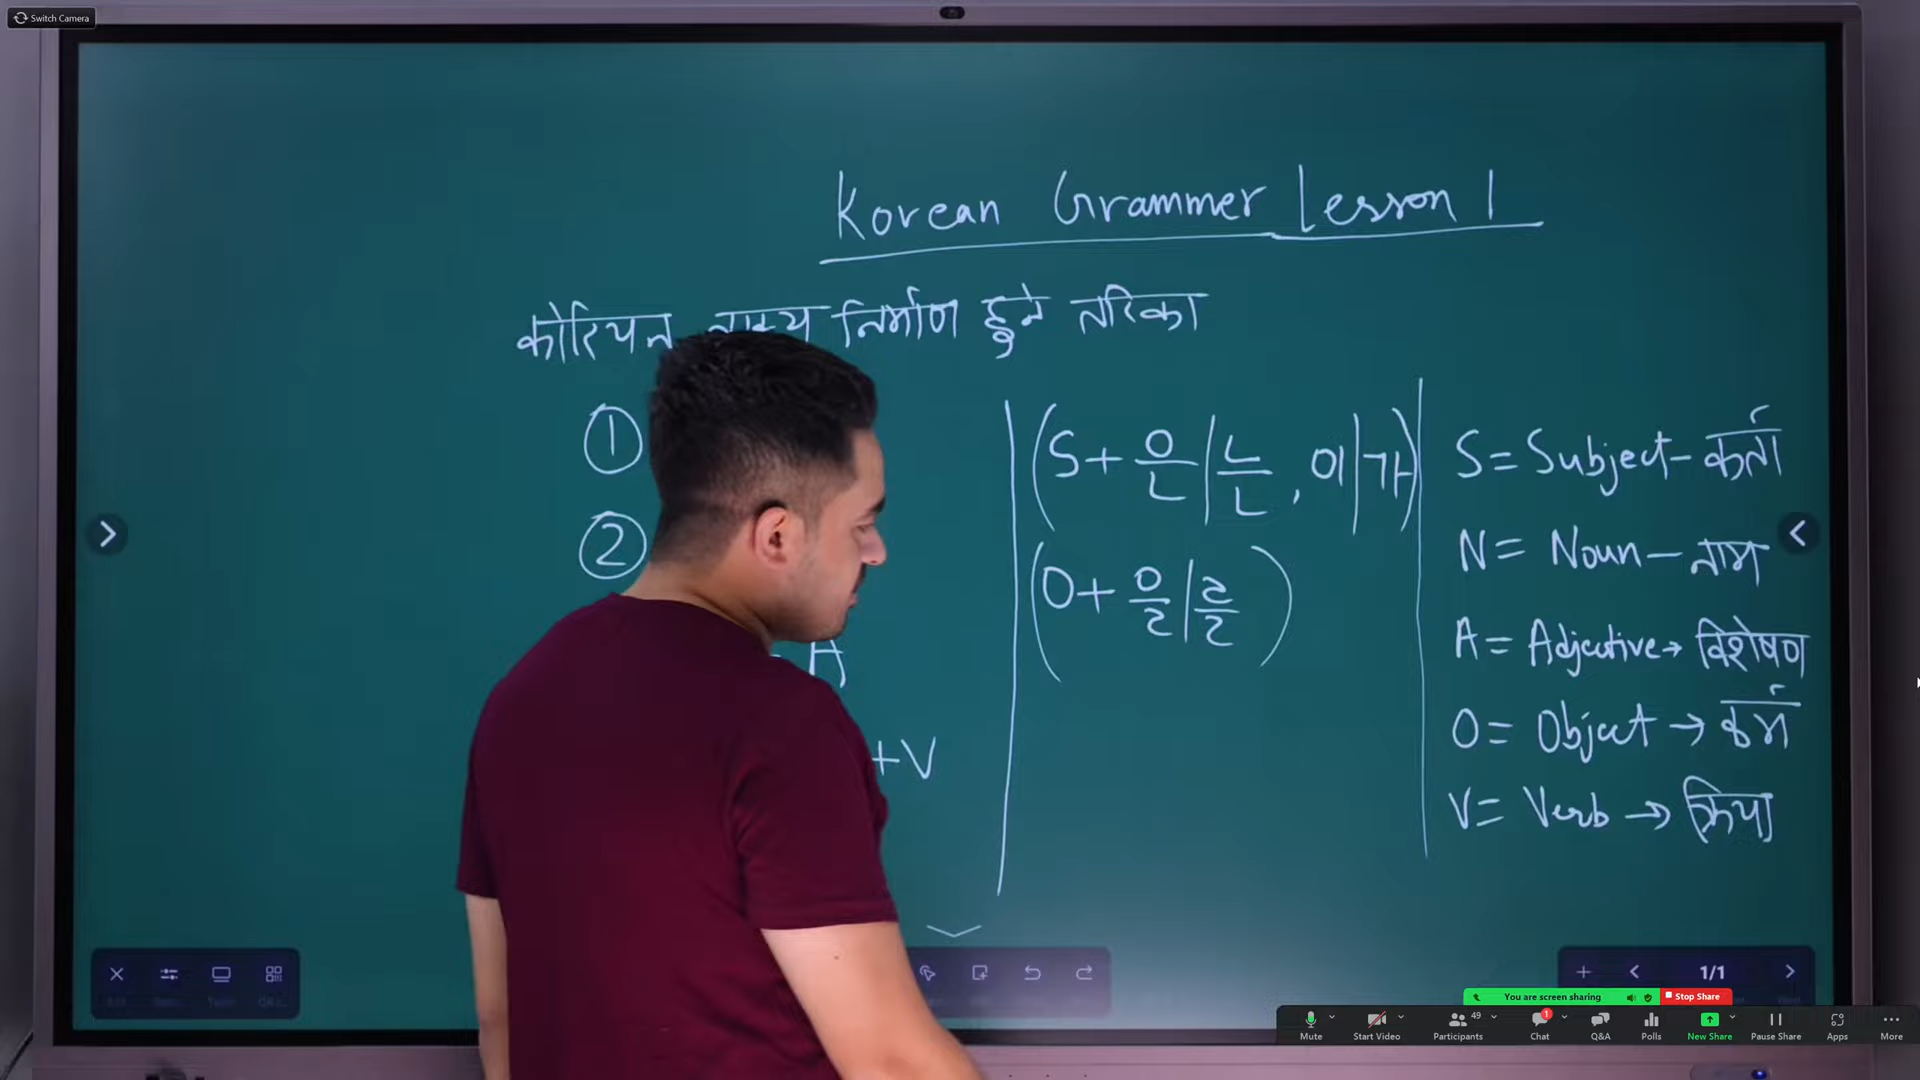 Switch Camera
Korean Grammer Lesson 1
कोरियन वाक्य निर्माण हुने तरिका
①
②
A
+V
(S+은|는, 이|가)
(O+을|를)
S= Subject- कर्ता
N= Noun- नाम
A= Adjective→ विशेषण
O= Object → कर्म
V= Verb → क्रिया
1/1
You are screen sharing Stop Share
49 1
Mute Start Video Participants Chat Q&A Polls New Share Pause Share Apps More